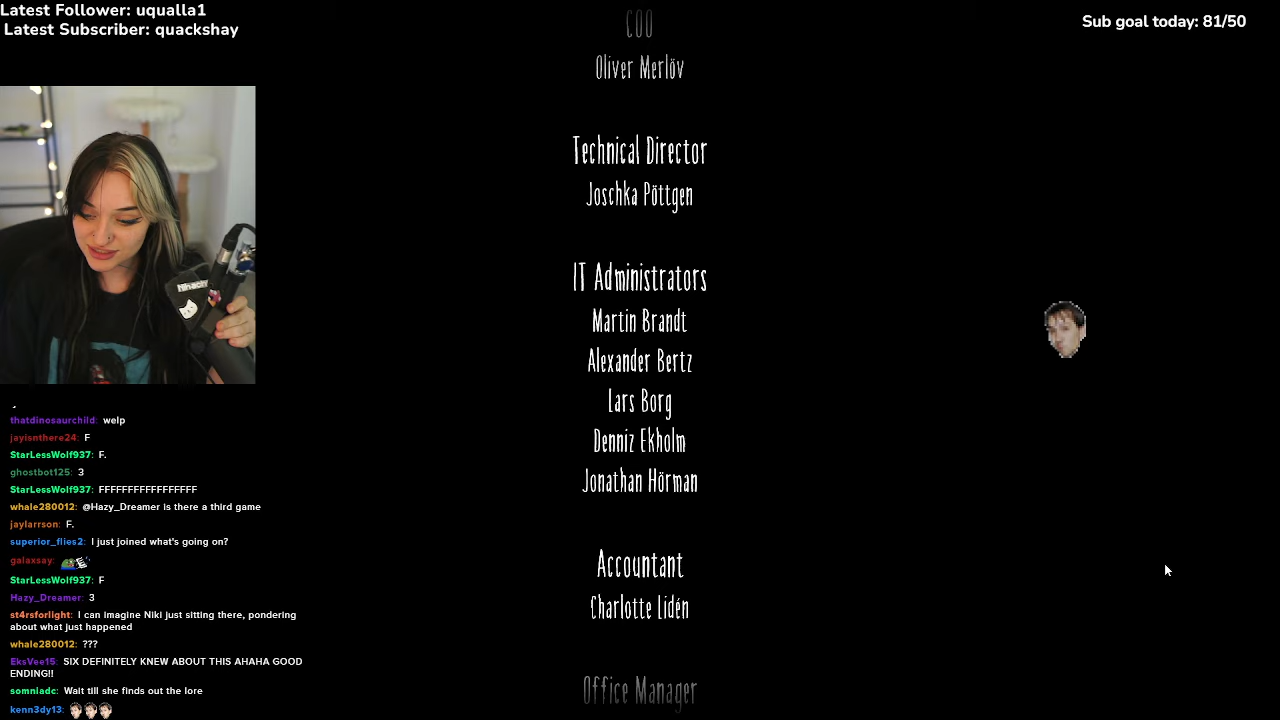 Latest Follower: uqualla1
Latest Subscriber: quackshay
Sub goal today: 81/50
COO
Oliver Merlöv
Technical Director
Joschka Pöttgen
IT Administrators
Martin Brandt
Alexander Bertz
Lars Borg
Denniz Ekholm
Jonathan Hörman
Accountant
Charlotte Lidén
Office Manager
thatdinosaurchild: welp
jayisnthere24: F
StarLessWolf937: F.
ghostbot125: 3
StarLessWolf937: FFFFFFFFFFFFFFFFF
whale280012: @Hazy_Dreamer is there a third game
jaylarrson: F.
superior_flies2: I just joined what's going on?
galaxsay:
StarLessWolf937: F
Hazy_Dreamer: 3
st4rsforlight: I can imagine Niki just sitting there, pondering
about what just happened
whale280012: ???
EksVee15: SIX DEFINITELY KNEW ABOUT THIS AHAHA GOOD
ENDING!!
somniadc: Wait till she finds out the lore
kenn3dy13: